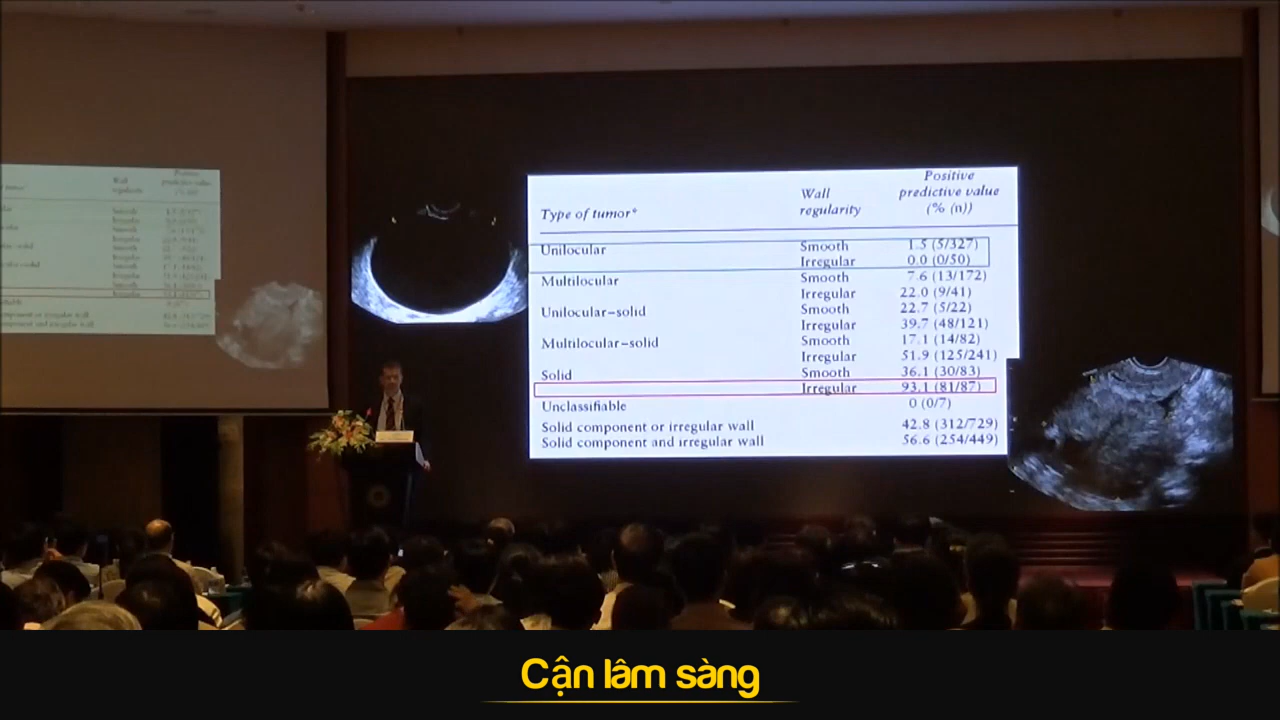 Type of tumor* Wall regularity Positive predictive value (% (n))
Unilocular Smooth 1.5 (5/327)
Irregular 0.0 (0/50)
Multilocular Smooth 7.6 (13/172)
Irregular 22.0 (9/41)
Unilocular–solid Smooth 22.7 (5/22)
Irregular 39.7 (48/121)
Multilocular–solid Smooth 17.1 (14/82)
Irregular 51.9 (125/241)
Solid Smooth 36.1 (30/83)
Irregular 93.1 (81/87)
Unclassifiable 0 (0/7)
Solid component or irregular wall 42.8 (312/729)
Solid component and irregular wall 56.6 (254/449)
Cận lâm sàng